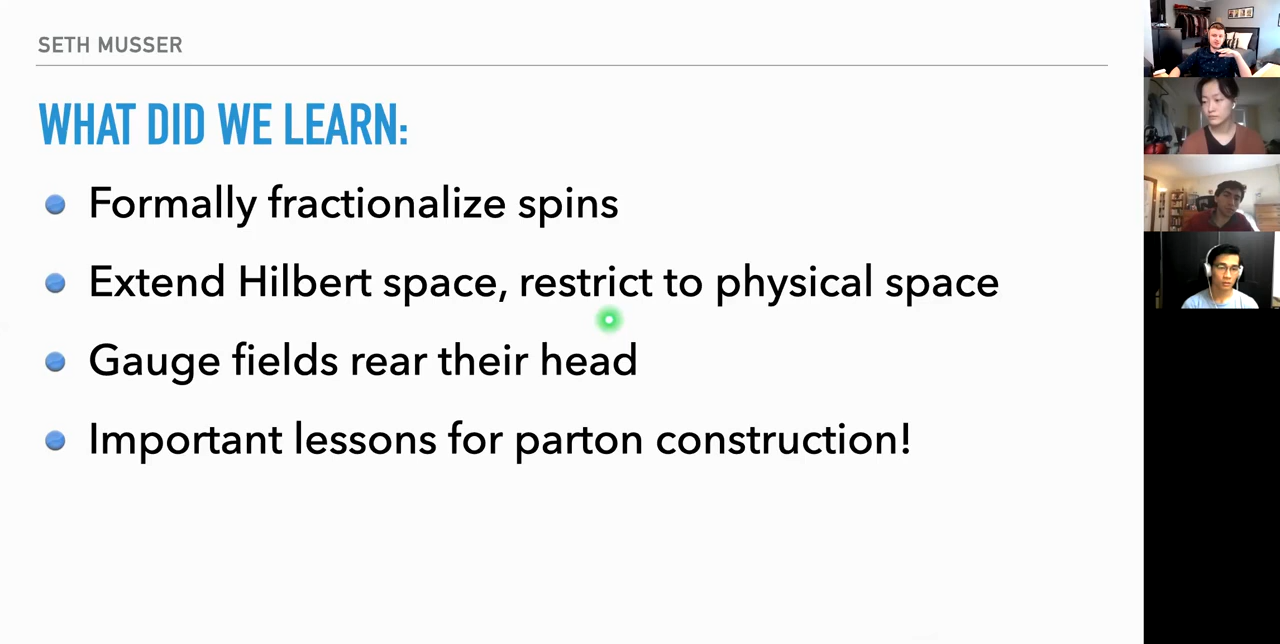 SETH MUSSER
WHAT DID WE LEARN:
Formally fractionalize spins
Extend Hilbert space, restrict to physical space
Gauge fields rear their head
Important lessons for parton construction!